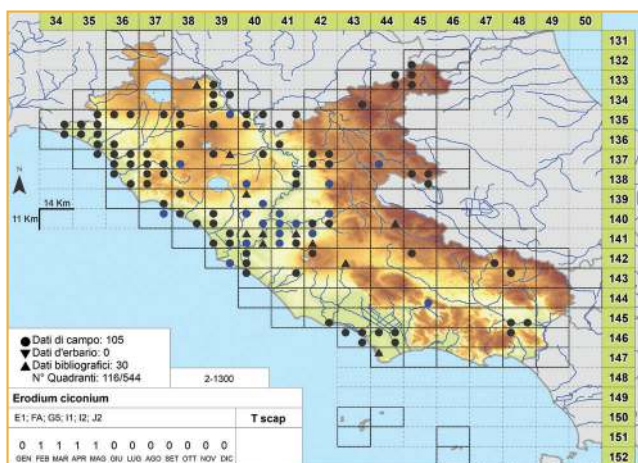 34 35 36 37 38 39 40 41 42 43 44 45 46 47 48 49 50
131
132
133
134
135
136
137
138
139
140
141
142
143
144
145
146
147
148
149
150
151
152
N
14 Km
11 Km
Dati di campo: 105
Dati d'erbario: 0
Dati bibliografici: 30
N° Quadranti: 116/544
2-1300
Erodium ciconium
E1; FA; G5; I1; I2; J2
T scap
0 1 1 1 1 1 0 0 0 0 0 0 0
GEN FEB MAR APR MAG GIU LUG AGO SET OTT NOV DIC